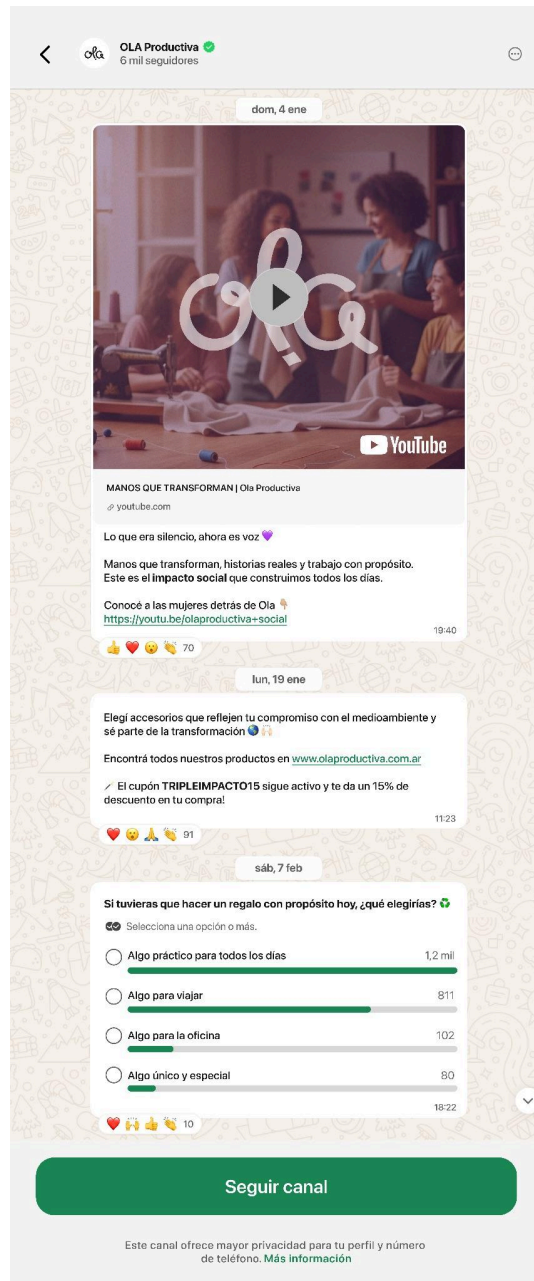 OLA Productiva
ola
6 mil seguidores
dom, 4 ene
ola
YouTube
MANOS QUE TRANSFORMAN | Ola Productiva
youtube.com
Lo que era silencio, ahora es voz 💜
Manos que transforman, historias reales y trabajo con propósito.
Este es el impacto social que construimos todos los días.
Conocé a las mujeres detrás de Ola 👇🏼
https://youtu.be/olaproductiva+social
19:40
👍 ❤️ 😮 👏 70
lun, 19 ene
Elegí accesorios que reflejen tu compromiso con el medioambiente y
sé parte de la transformación 🌎 🙌🏻
Encontrá todos nuestros productos en www.olaproductiva.com.ar
🪄 El cupón TRIPLEIMPACTO15 sigue activo y te da un 15% de
descuento en tu compra!
11:23
❤️ 😮 🙏 👏 91
sáb, 7 feb
Si tuvieras que hacer un regalo con propósito hoy, ¿qué elegirías? ♻️
Selecciona una opción o más.
Algo práctico para todos los días 1,2 mil
Algo para viajar 811
Algo para la oficina 102
Algo único y especial 80
18:22
❤️ 🙌 👍 👏 10
Seguir canal
Este canal ofrece mayor privacidad para tu perfil y número
de teléfono. Más información